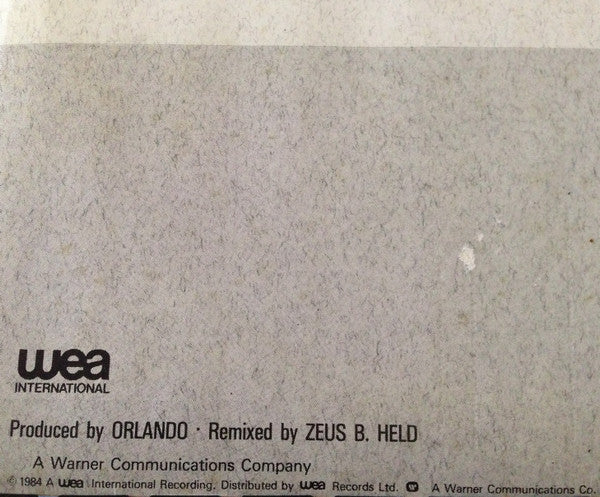 wea
INTERNATIONAL
Produced by ORLANDO · Remixed by ZEUS B. HELD
A Warner Communications Company
© 1984 A wea International Recording. Distributed by wea Records Ltd. W A Warner Communications Co.